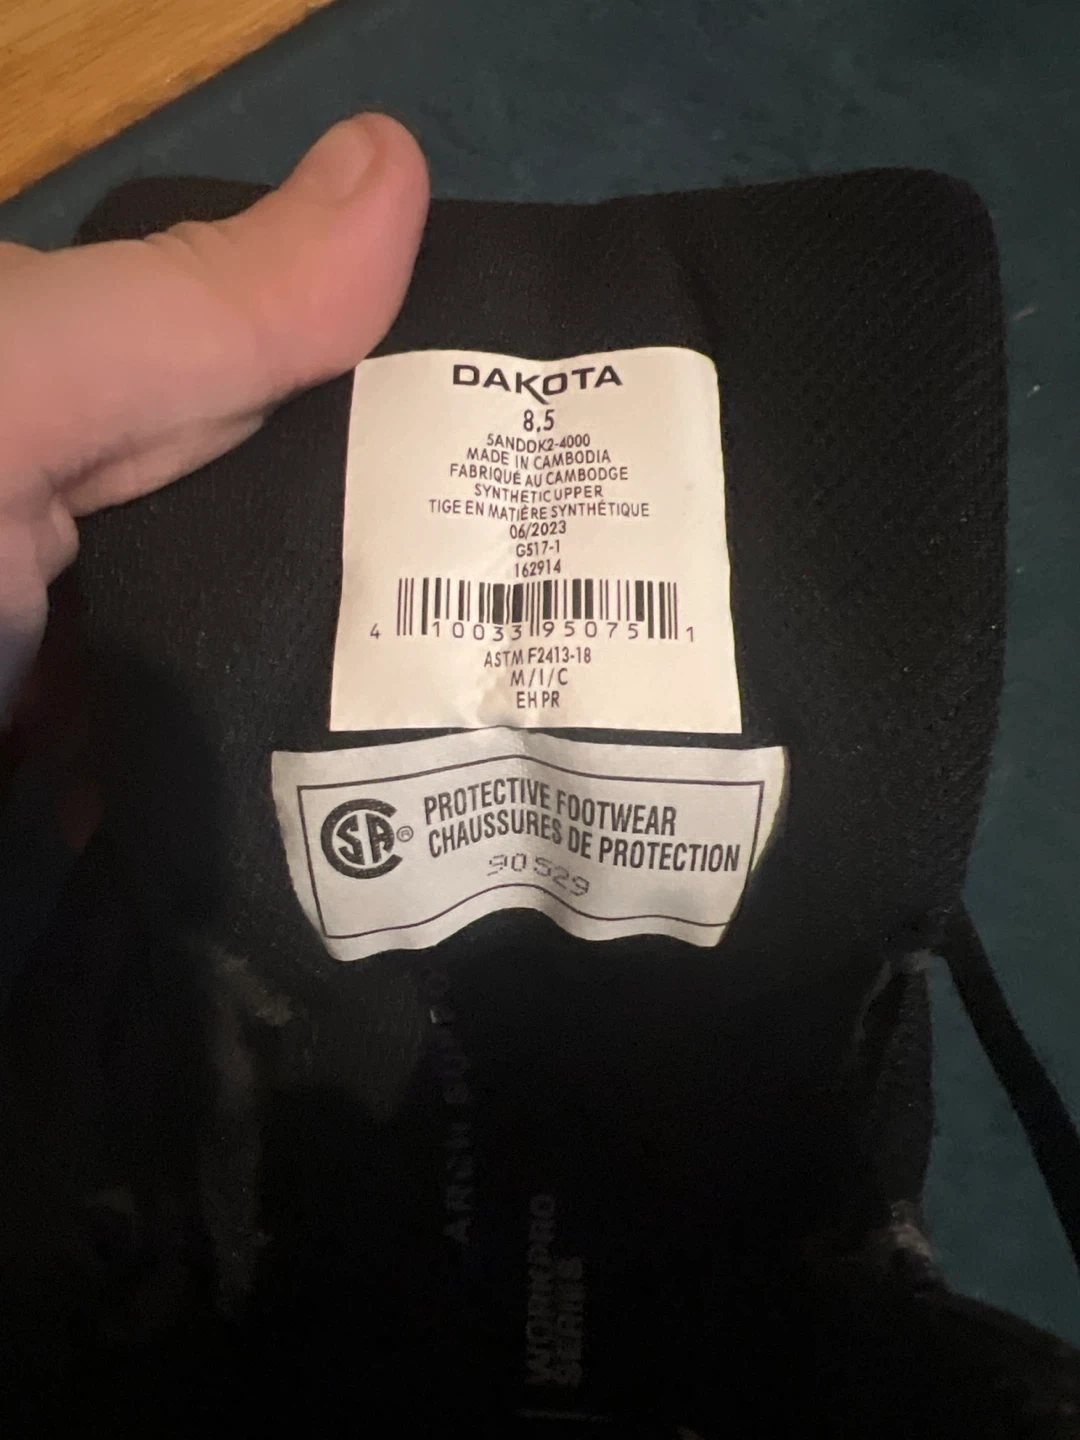 DAKOTA
8.5
5ANDDK2-4000
MADE IN CAMBODIA
FABRIQUÉ AU CAMBODGE
SYNTHETIC UPPER
TIGE EN MATIÈRE SYNTHÉTIQUE
06/2023
G517-1
162914
4 10033 95075 1
ASTM F2413-18
M/I/C
EH PR
CSA® PROTECTIVE FOOTWEAR
CHAUSSURES DE PROTECTION
90529
ARCH
WORKPRO
SERIES